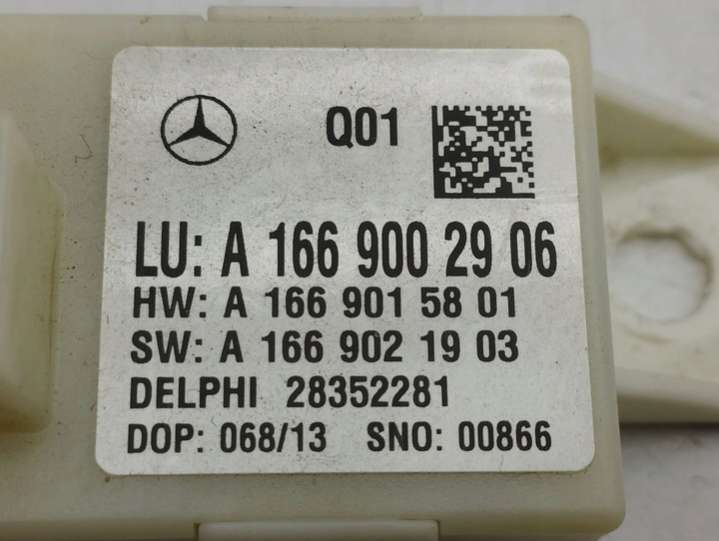 Q01
LU: A 166 900 29 06
HW: A 166 901 58 01
SW: A 166 902 19 03
DELPHI 28352281
DOP: 068/13 SNO: 00866